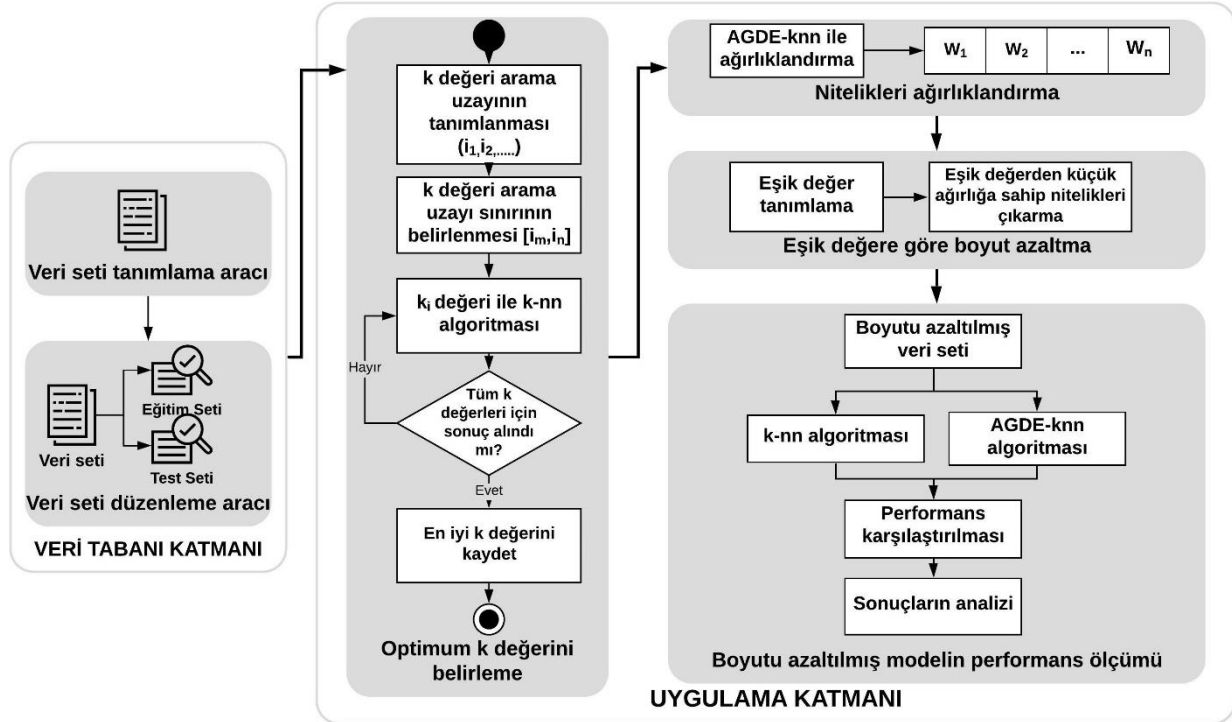 Veri seti tanımlama aracı
Eğitim Seti
Veri seti
Test Seti
Veri seti düzenleme aracı
VERİ TABANI KATMANI
k değeri arama
uzayının
tanımlanması
(i1,i2,.....)
k değeri arama
uzayı sınırının
belirlenmesi [im,in]
ki değeri ile k-nn
algoritması
Hayır
Tüm k
değerleri için
sonuç alındı
mı?
Evet
En iyi k değerini
kaydet
Optimum k değerini
belirleme
AGDE-knn ile
ağırlıklandırma
W1 W2 ... Wn
Nitelikleri ağırlıklandırma
Eşik değer
tanımlama
Eşik değerden küçük
ağırlığa sahip nitelikleri
çıkarma
Eşik değere göre boyut azaltma
Boyutu azaltılmış
veri seti
k-nn algoritması
AGDE-knn
algoritması
Performans
karşılaştırılması
Sonuçların analizi
Boyutu azaltılmış modelin performans ölçümü
UYGULAMA KATMANI